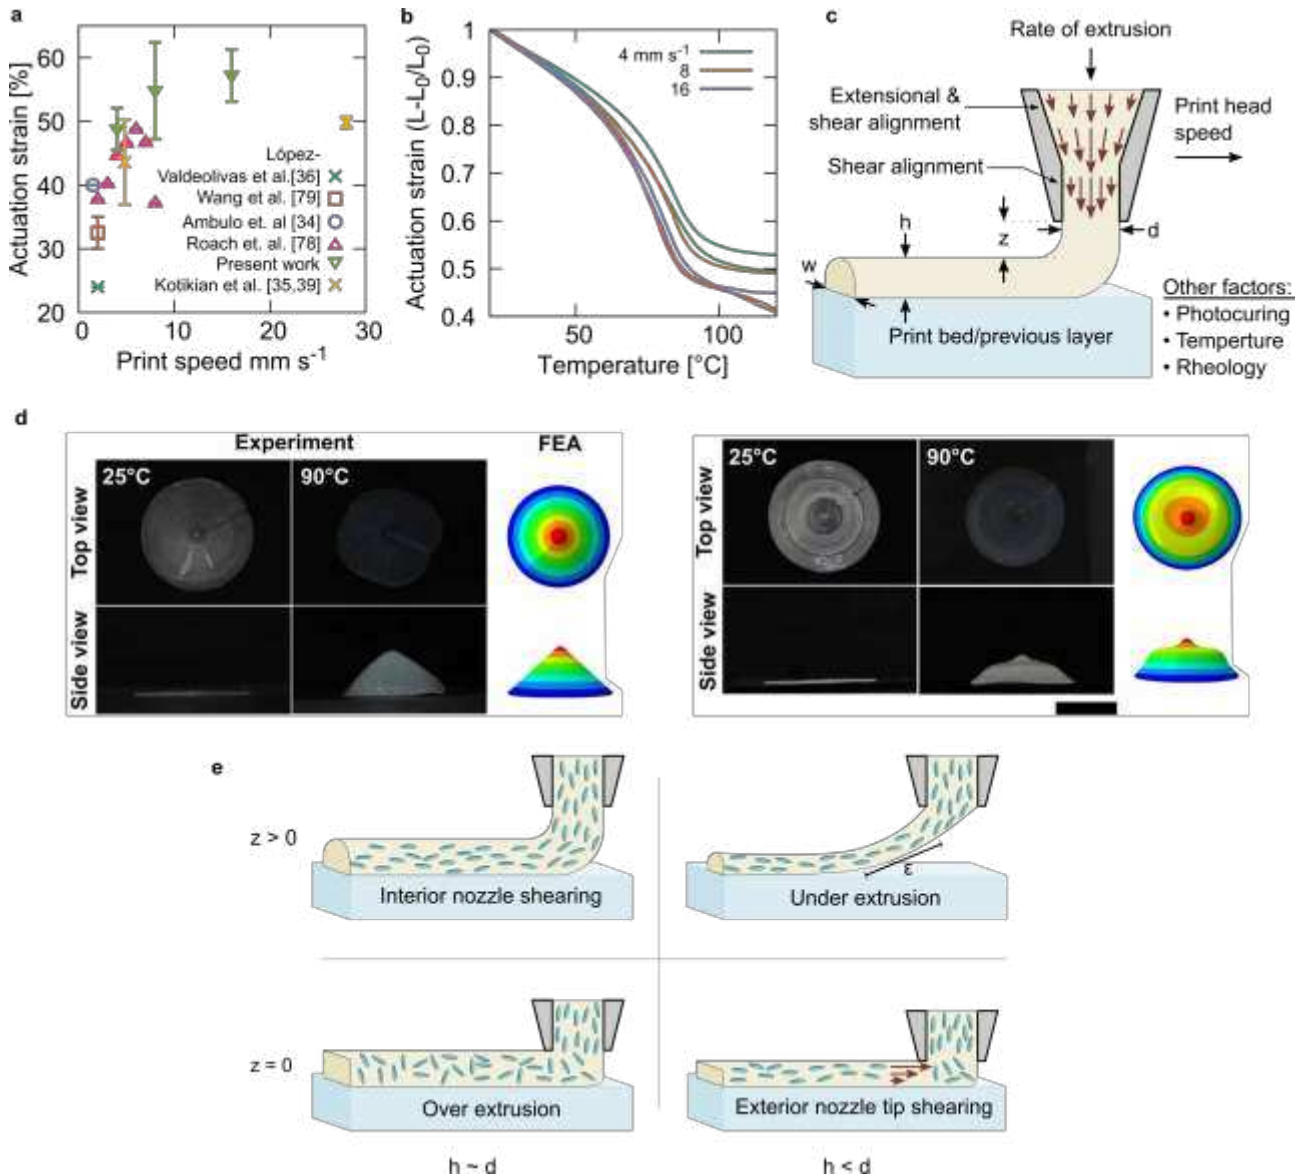 a
Actuation strain [%]
60
50
40
30
20
0
10
20
30
Print speed mm s-1
López-
Valdeolivas et al.[36]
Wang et al. [79]
Ambulo et. al [34]
Roach et. al. [78]
Present work
Kotikian et al. [35,39]
b
Actuation strain (L-L0/L0)
1
0.9
0.8
0.7
0.6
0.5
0.4
50
100
Temperature [°C]
4 mm s-1
8
16
c
Rate of extrusion
Extensional &
shear alignment
Print head
speed
Shear alignment
h
z
d
w
Print bed/previous layer
Other factors:
• Photocuring
• Temperture
• Rheology
d
Experiment
FEA
25°C
90°C
Top view
Side view
25°C
90°C
Top view
Side view
e
z > 0
Interior nozzle shearing
ε
Under extrusion
z = 0
Over extrusion
Exterior nozzle tip shearing
h ~ d
h < d